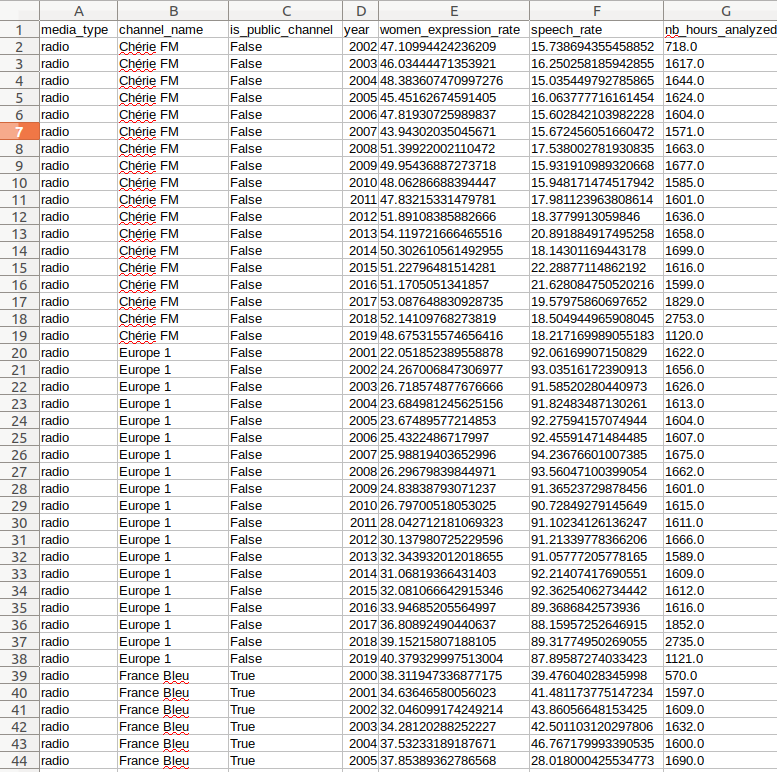 A B C D E F G
1 media_type channel_name is_public_channel year women_expression_rate speech_rate nb_hours_analyzed
2 radio Chérie FM False 2002 47.10994424236209 15.738694355458852 718.0
3 radio Chérie FM False 2003 46.03444471353921 16.250258185942855 1617.0
4 radio Chérie FM False 2004 48.383607470997276 15.035449792785865 1644.0
5 radio Chérie FM False 2005 45.45162674591405 16.063777716161454 1624.0
6 radio Chérie FM False 2006 47.81930725989837 15.602842103982228 1604.0
7 radio Chérie FM False 2007 43.94302035045671 15.672456051660472 1571.0
8 radio Chérie FM False 2008 51.39922002110472 17.538002781930835 1663.0
9 radio Chérie FM False 2009 49.95436887273718 15.931910989320668 1677.0
10 radio Chérie FM False 2010 48.06286688394447 15.948171474517942 1585.0
11 radio Chérie FM False 2011 47.83215331479781 17.981123963808614 1601.0
12 radio Chérie FM False 2012 51.89108385882666 18.3779913059846 1636.0
13 radio Chérie FM False 2013 54.119721666465516 20.891884917495258 1658.0
14 radio Chérie FM False 2014 50.302610561492955 18.14301169443178 1699.0
15 radio Chérie FM False 2015 51.22796481514281 22.28877114862192 1616.0
16 radio Chérie FM False 2016 51.1705051341857 21.628084750520216 1599.0
17 radio Chérie FM False 2017 53.087648830928735 19.57975860697652 1829.0
18 radio Chérie FM False 2018 52.14109768273819 18.504944965908045 2753.0
19 radio Chérie FM False 2019 48.675315574656416 18.217169989055183 1120.0
20 radio Europe 1 False 2001 22.051852389558878 92.06169907150829 1622.0
21 radio Europe 1 False 2002 24.267006847306977 93.03516172390913 1656.0
22 radio Europe 1 False 2003 26.718574877676666 91.58520280440973 1626.0
23 radio Europe 1 False 2004 23.684981245625156 91.82483487130261 1613.0
24 radio Europe 1 False 2005 23.67489577214853 92.27594157074944 1604.0
25 radio Europe 1 False 2006 25.4322486717997 92.45591471484485 1607.0
26 radio Europe 1 False 2007 25.98819403652996 94.23676601007385 1675.0
27 radio Europe 1 False 2008 26.29679839844971 93.56047100399054 1662.0
28 radio Europe 1 False 2009 24.83838793071237 91.36523729878456 1601.0
29 radio Europe 1 False 2010 26.79700518053025 90.72849279145649 1615.0
30 radio Europe 1 False 2011 28.042712181069323 91.10234126136247 1611.0
31 radio Europe 1 False 2012 30.137980725229596 91.21339778366206 1666.0
32 radio Europe 1 False 2013 32.343932012018655 91.05777205778165 1589.0
33 radio Europe 1 False 2014 31.06819366431403 92.21407417690551 1609.0
34 radio Europe 1 False 2015 32.081066642915346 92.36254062734442 1612.0
35 radio Europe 1 False 2016 33.94685205564997 89.3686842573936 1616.0
36 radio Europe 1 False 2017 36.80892490440637 88.15957252646915 1852.0
37 radio Europe 1 False 2018 39.15215807188105 89.31774950269055 2735.0
38 radio Europe 1 False 2019 40.379329997513004 87.89587274033423 1121.0
39 radio France Bleu True 2000 38.311947336877175 39.47604028345998 570.0
40 radio France Bleu True 2001 34.63646580056023 41.481173775147234 1597.0
41 radio France Bleu True 2002 32.046099174249214 43.86056648153425 1609.0
42 radio France Bleu True 2003 34.28120288252227 42.501103120297806 1632.0
43 radio France Bleu True 2004 37.53233189187671 46.767179993390535 1600.0
44 radio France Bleu True 2005 37.85389362786568 28.018000425534773 1690.0